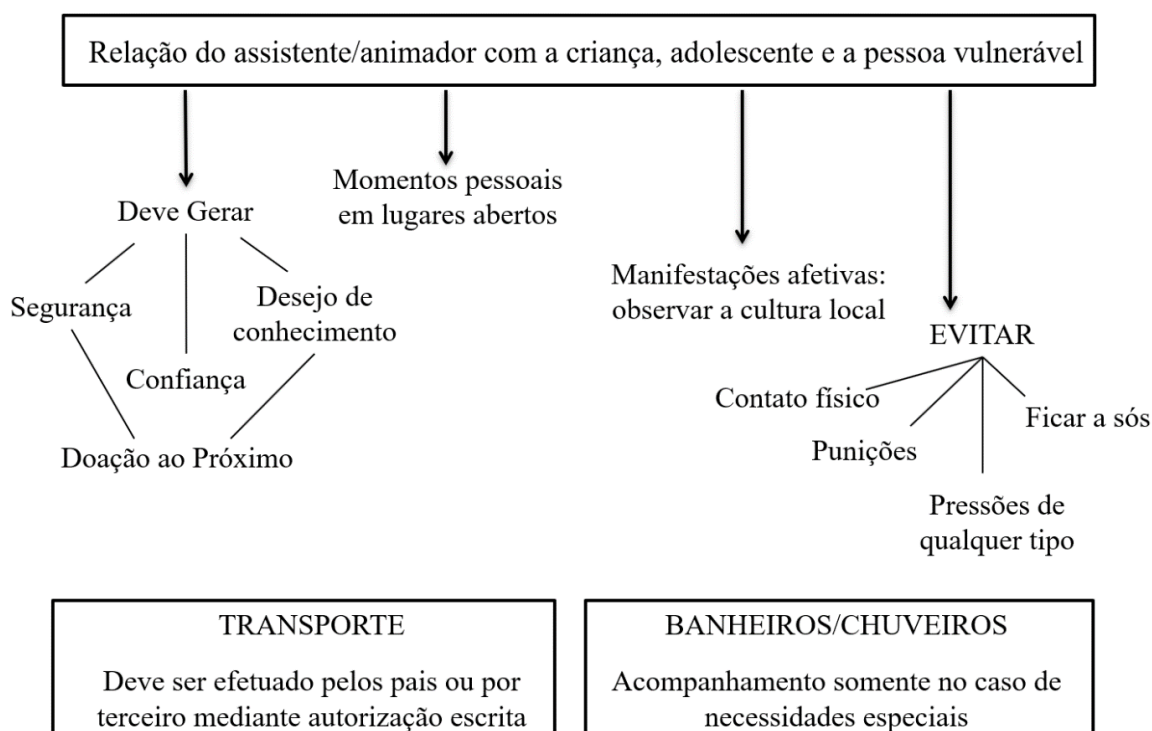 Relação do assistente/animador com a criança, adolescente e a pessoa vulnerável
Deve Gerar
Segurança
Confiança
Desejo de
conhecimento
Doação ao Próximo
Momentos pessoais
em lugares abertos
Manifestações afetivas:
observar a cultura local
EVITAR
Contato físico
Punições
Pressões de
qualquer tipo
Ficar a sós
TRANSPORTE
Deve ser efetuado pelos pais ou por
terceiro mediante autorização escrita
BANHEIROS/CHUVEIROS
Acompanhamento somente no caso de
necessidades especiais